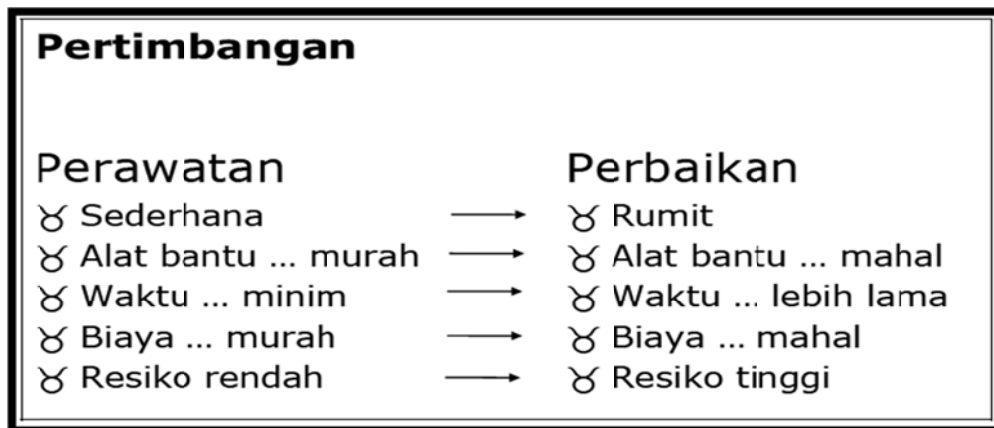 Pertimbangan
Perawatan Perbaikan
♉ Sederhana → ♉ Rumit
♉ Alat bantu ... murah → ♉ Alat bantu ... mahal
♉ Waktu ... minim → ♉ Waktu ... lebih lama
♉ Biaya ... murah → ♉ Biaya ... mahal
♉ Resiko rendah → ♉ Resiko tinggi